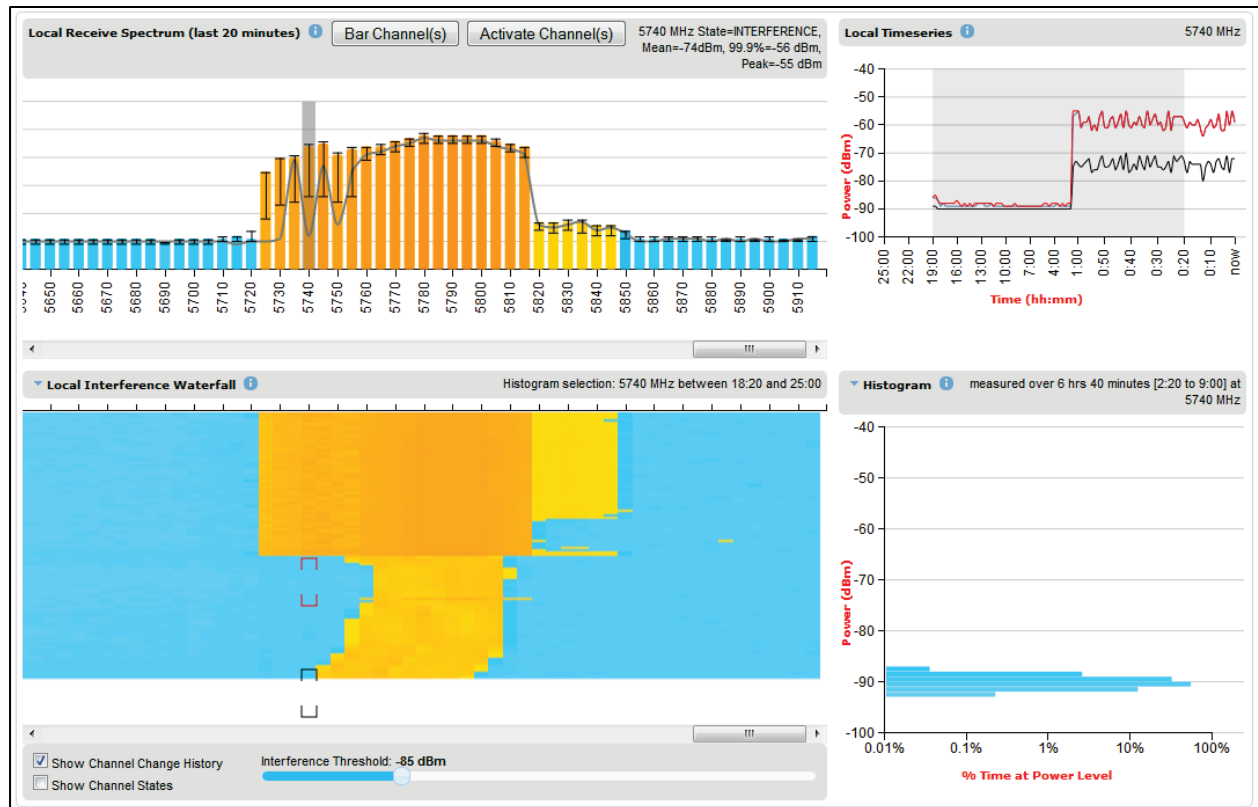 Local Receive Spectrum (last 20 minutes) i Bar Channel(s) Activate Channel(s) 5740 MHz State=INTERFERENCE,
Mean=-74dBm, 99.9%=-56 dBm,
Peak=-55 dBm
5650 5660 5670 5680 5690 5700 5710 5720 5730 5740 5750 5760 5770 5780 5790 5800 5810 5820 5830 5840 5850 5860 5870 5880 5890 5900 5910
Local Timeseries i 5740 MHz
-40
-50
-60
-70
-80
-90
-100
Power (dBm)
25:00 22:00 19:00 16:00 13:00 10:00 7:00 4:00 1:00 0:50 0:40 0:30 0:20 0:10 now
Time (hh:mm)
Local Interference Waterfall i Histogram selection: 5740 MHz between 18:20 and 25:00
Show Channel Change History
Show Channel States
Interference Threshold: -85 dBm
Histogram i measured over 6 hrs 40 minutes [2:20 to 9:00] at
5740 MHz
-40
-50
-60
-70
-80
-90
-100
Power (dBm)
0.01% 0.1% 1% 10% 100%
% Time at Power Level